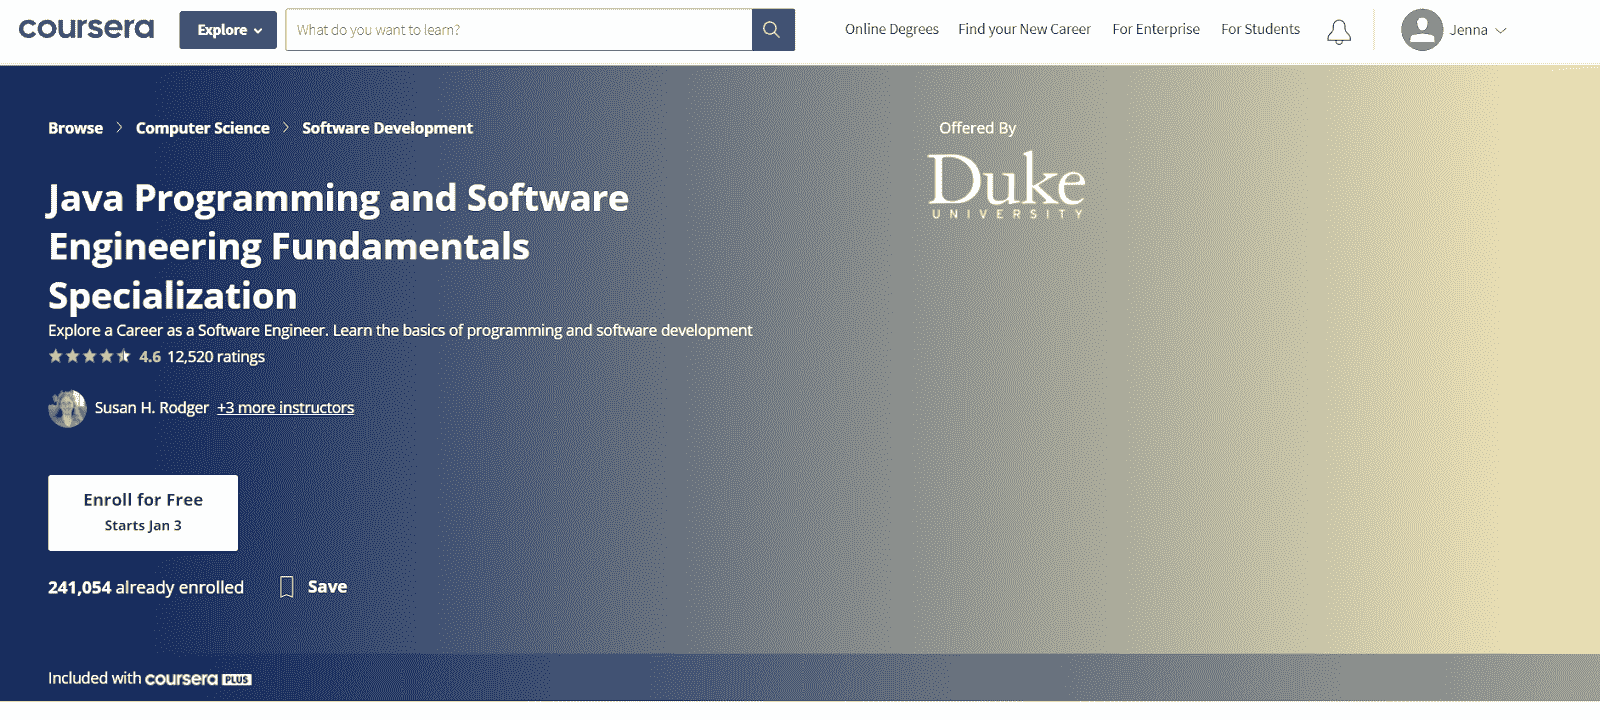 coursera
Explore
What do you want to learn?
Online Degrees
Find your New Career
For Enterprise
For Students
Jenna
Browse > Computer Science > Software Development
Offered By
Duke
UNIVERSITY
Java Programming and Software
Engineering Fundamentals
Specialization
Explore a Career as a Software Engineer. Learn the basics of programming and software development
4.6 12,520 ratings
Susan H. Rodger +3 more instructors
Enroll for Free
Starts Jan 3
241,054 already enrolled
Save
Included with coursera PLUS